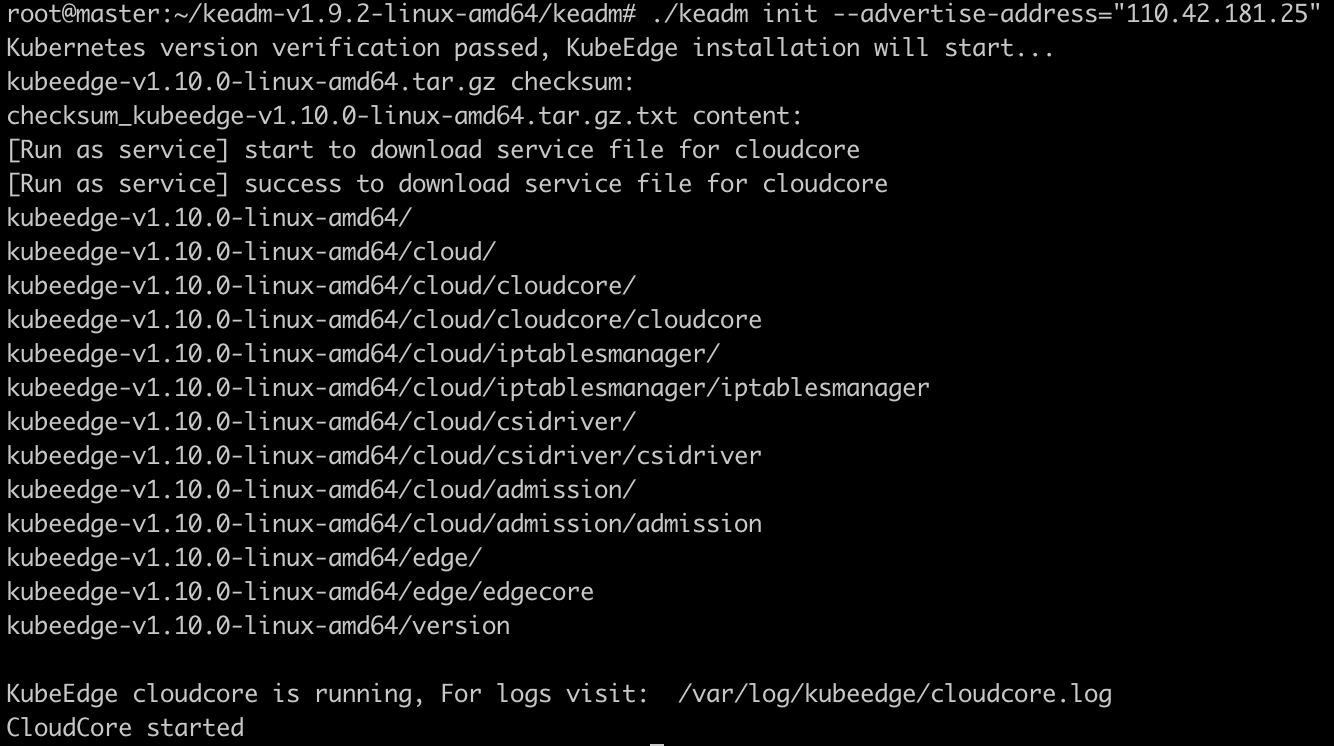 root@master:~/keadm-v1.9.2-linux-amd64/keadm# ./keadm init --advertise-address="110.42.181.25"
Kubernetes version verification passed, KubeEdge installation will start...
kubeedge-v1.10.0-linux-amd64.tar.gz checksum:
checksum_kubeedge-v1.10.0-linux-amd64.tar.gz.txt content:
[Run as service] start to download service file for cloudcore
[Run as service] success to download service file for cloudcore
kubeedge-v1.10.0-linux-amd64/
kubeedge-v1.10.0-linux-amd64/cloud/
kubeedge-v1.10.0-linux-amd64/cloud/cloudcore/
kubeedge-v1.10.0-linux-amd64/cloud/cloudcore/cloudcore
kubeedge-v1.10.0-linux-amd64/cloud/iptablesmanager/
kubeedge-v1.10.0-linux-amd64/cloud/iptablesmanager/iptablesmanager
kubeedge-v1.10.0-linux-amd64/cloud/csidriver/
kubeedge-v1.10.0-linux-amd64/cloud/csidriver/csidriver
kubeedge-v1.10.0-linux-amd64/cloud/admission/
kubeedge-v1.10.0-linux-amd64/cloud/admission/admission
kubeedge-v1.10.0-linux-amd64/edge/
kubeedge-v1.10.0-linux-amd64/edge/edgecore
kubeedge-v1.10.0-linux-amd64/version

KubeEdge cloudcore is running, For logs visit:  /var/log/kubeedge/cloudcore.log
CloudCore started